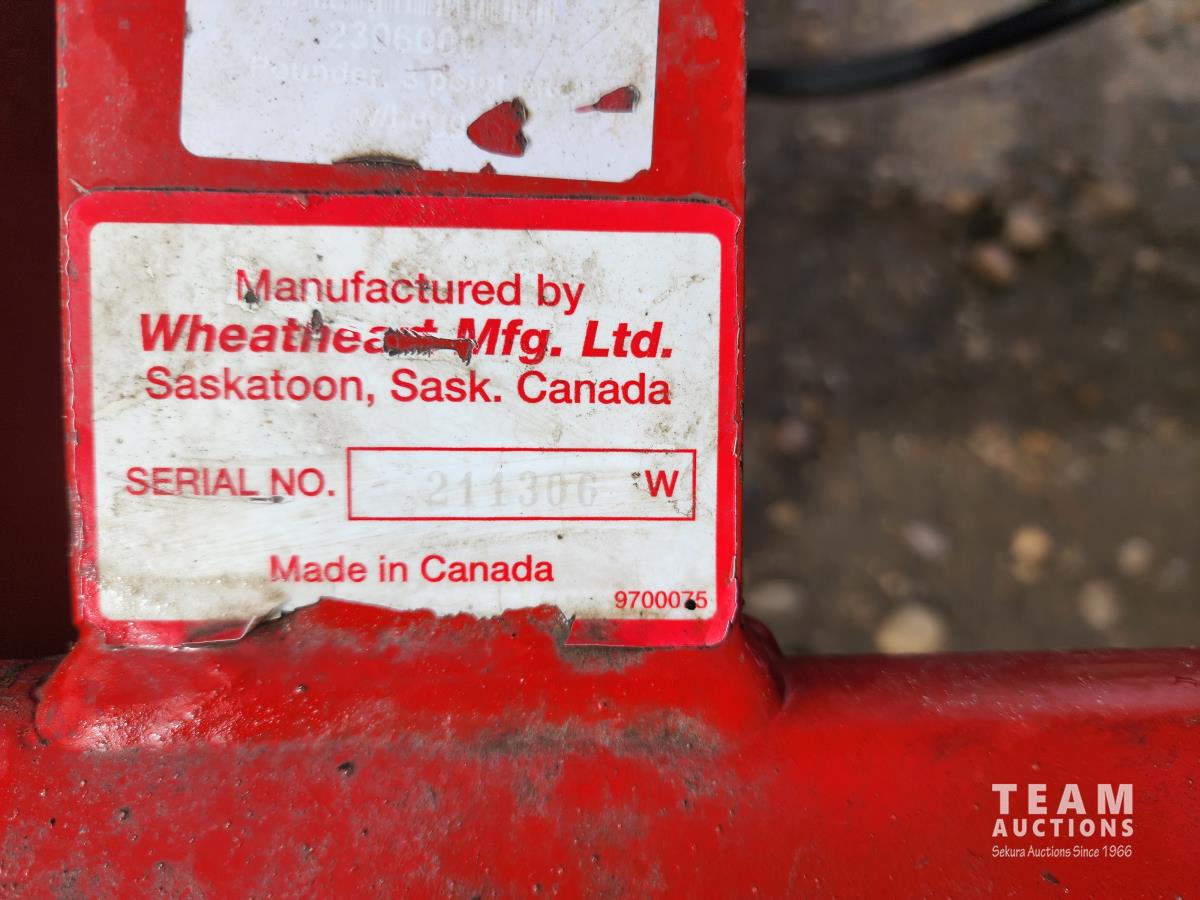 Pounder, 3 point
Manufactured by
Wheatheart Mfg. Ltd.
Saskatoon, Sask. Canada
SERIAL NO. 211306 W
Made in Canada
9700075
TEAM
AUCTIONS
Sekura Auctions Since 1966